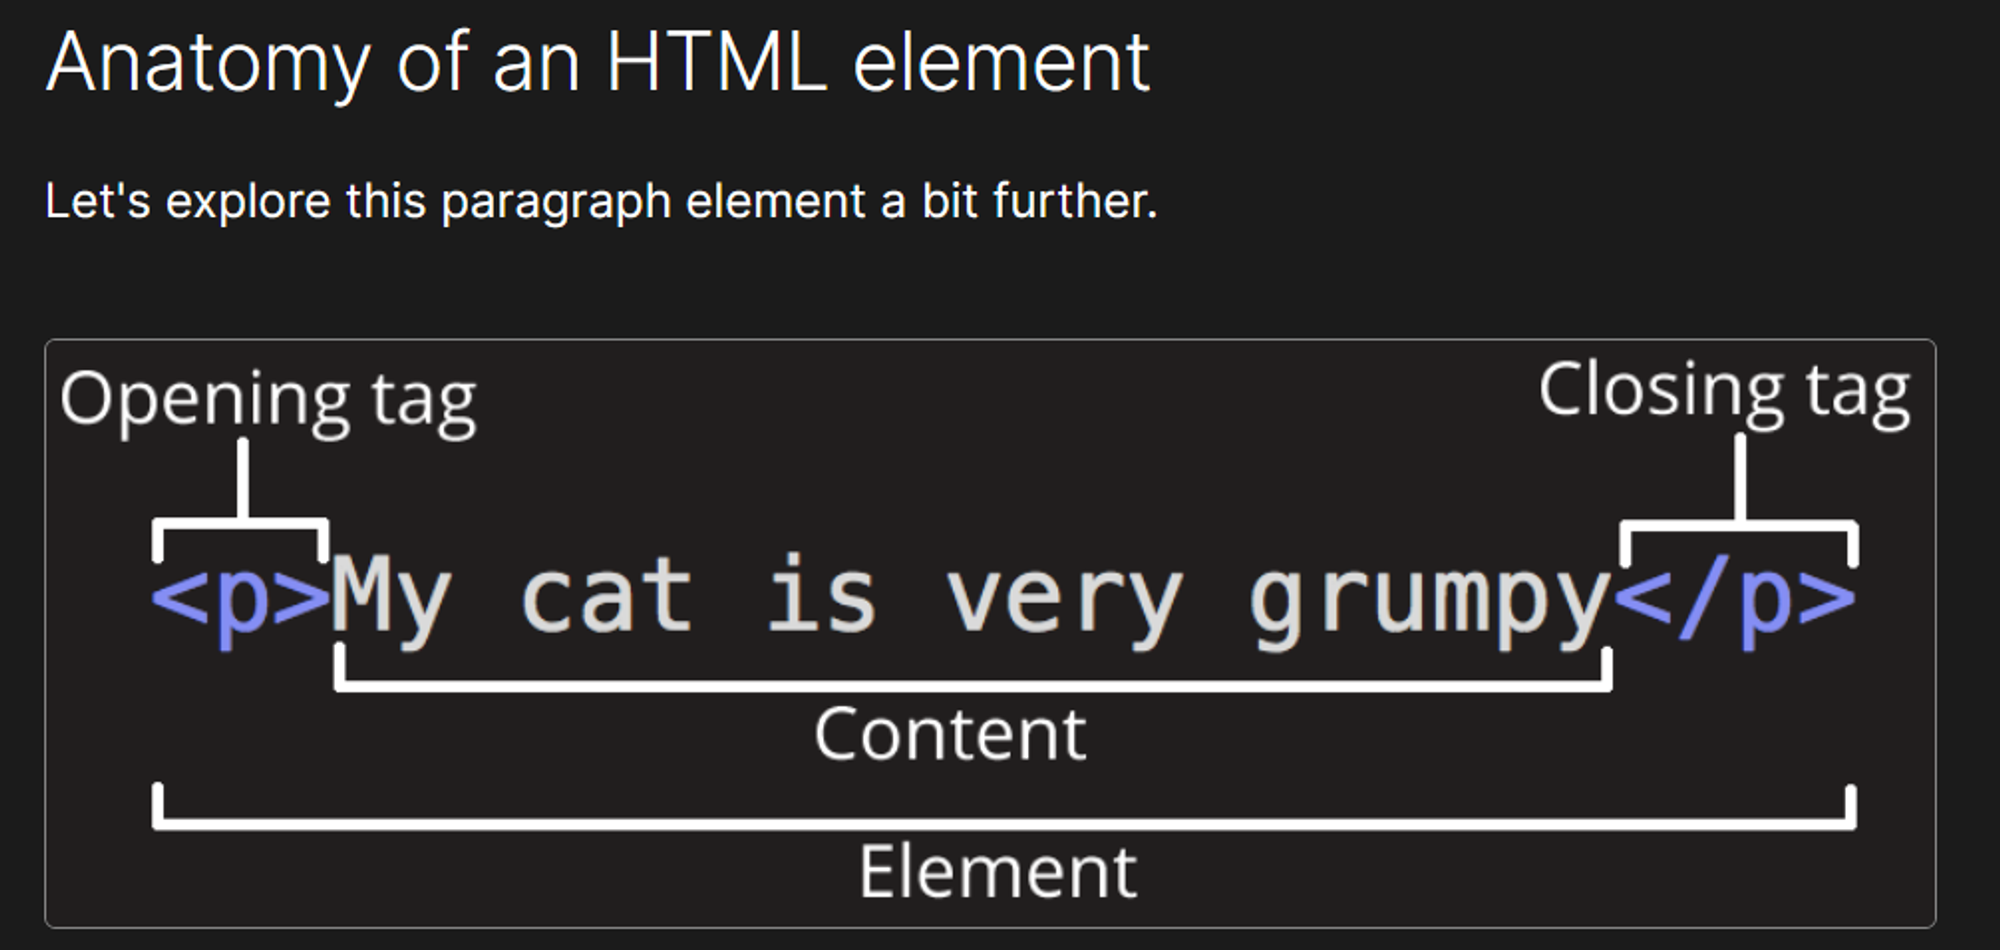 Anatomy of an HTML element
Let's explore this paragraph element a bit further.
Opening tag
Closing tag
<p>My cat is very grumpy</p>
Content
Element